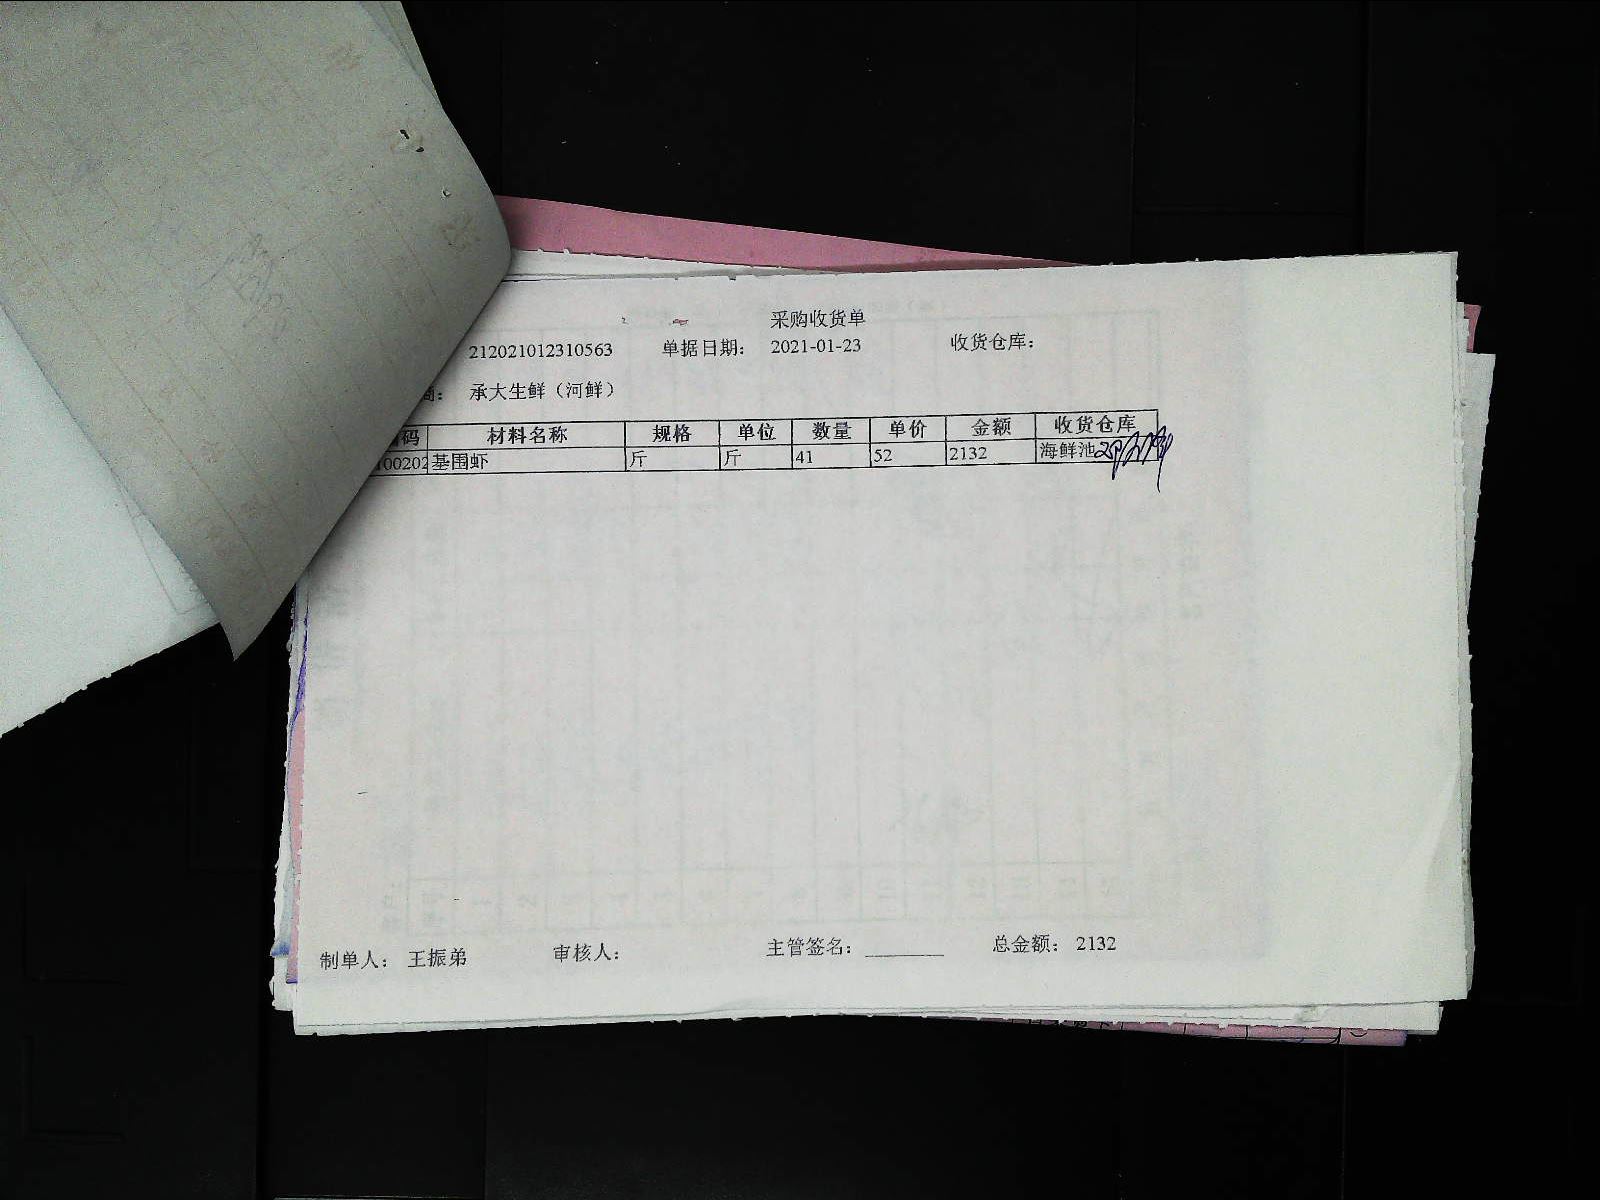 采购收货单
212021012310563 单据日期: 2021-01-23 收货仓库:
商: 承大生鲜（河鲜）
码 材料名称 规格 单位 数量 单价 金额 收货仓库
00202 基围虾 斤 斤 41 52 2132 海鲜池
制单人: 王振弟 审核人: 主管签名: 总金额: 2132